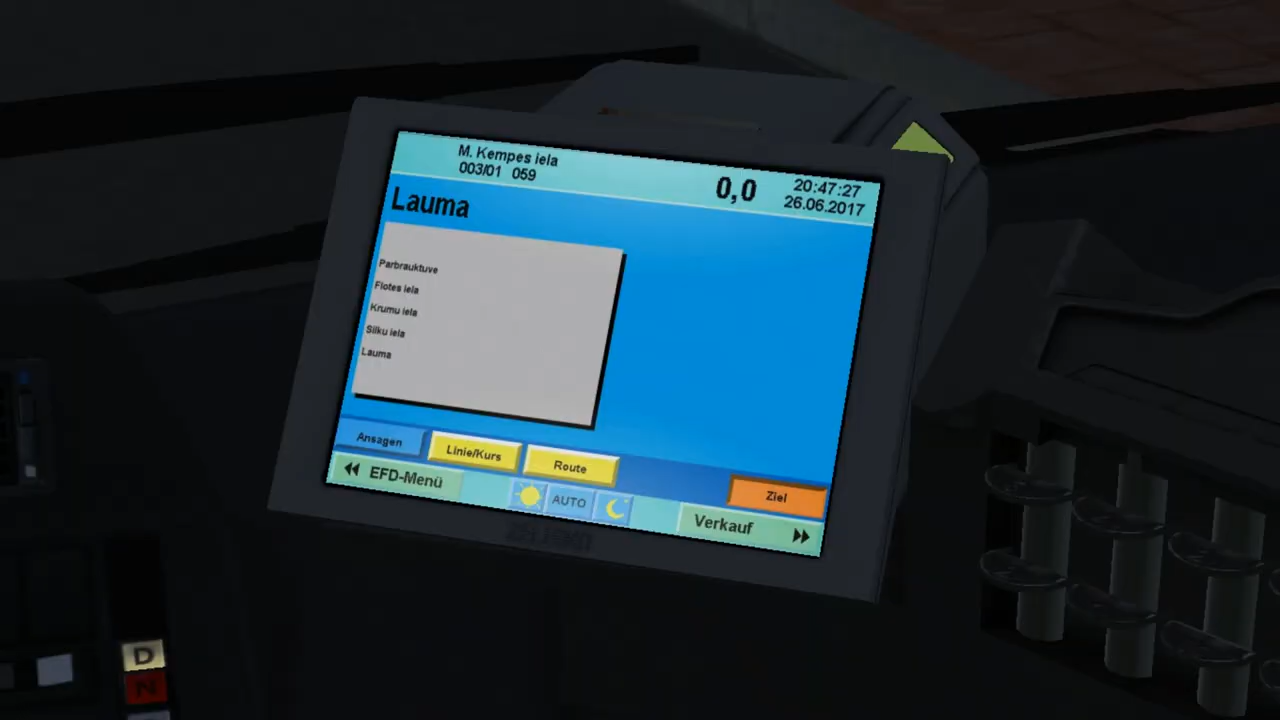 M. Kempes iela
003/01 059
0,0
20:47:27
26.06.2017
Lauma
Parbrauktuve
Flotes iela
Krumu iela
Silku iela
Lauma
Ansagen
Linie/Kurs
Route
Ziel
EFD-Menü
AUTO
Verkauf
D
N